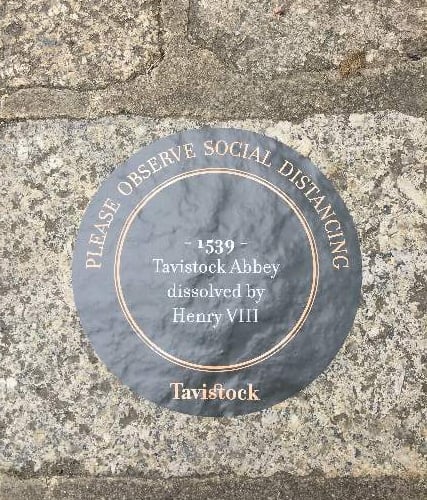 PLEASE OBSERVE SOCIAL DISTANCING
- 1539 -
Tavistock Abbey
dissolved by
Henry VIII
Tavistock